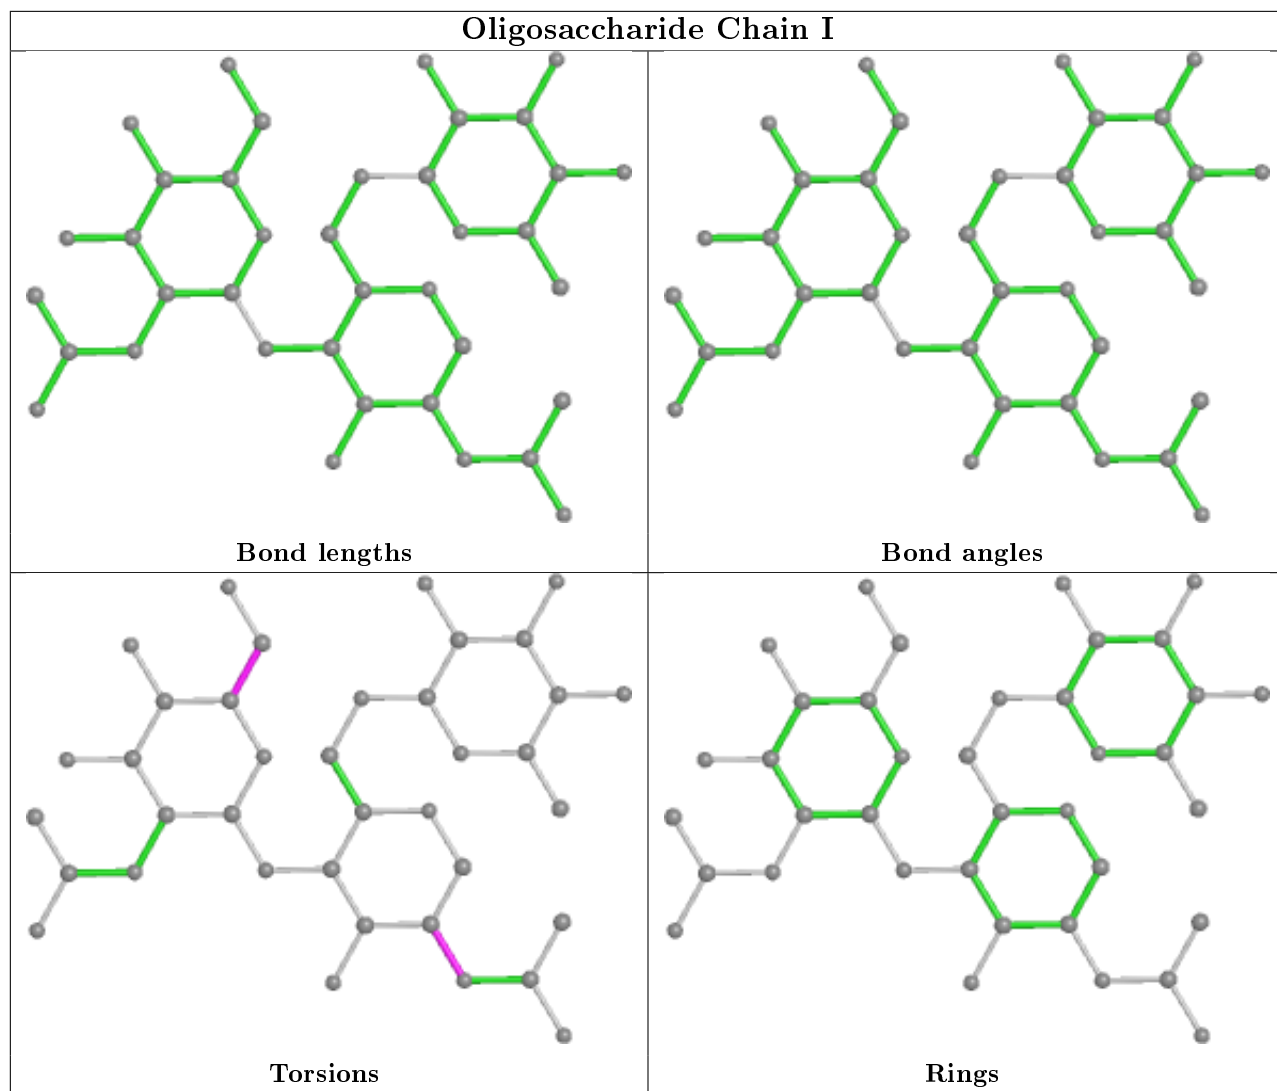 Oligosaccharide Chain I
Bond lengths
Bond angles
Torsions
Rings